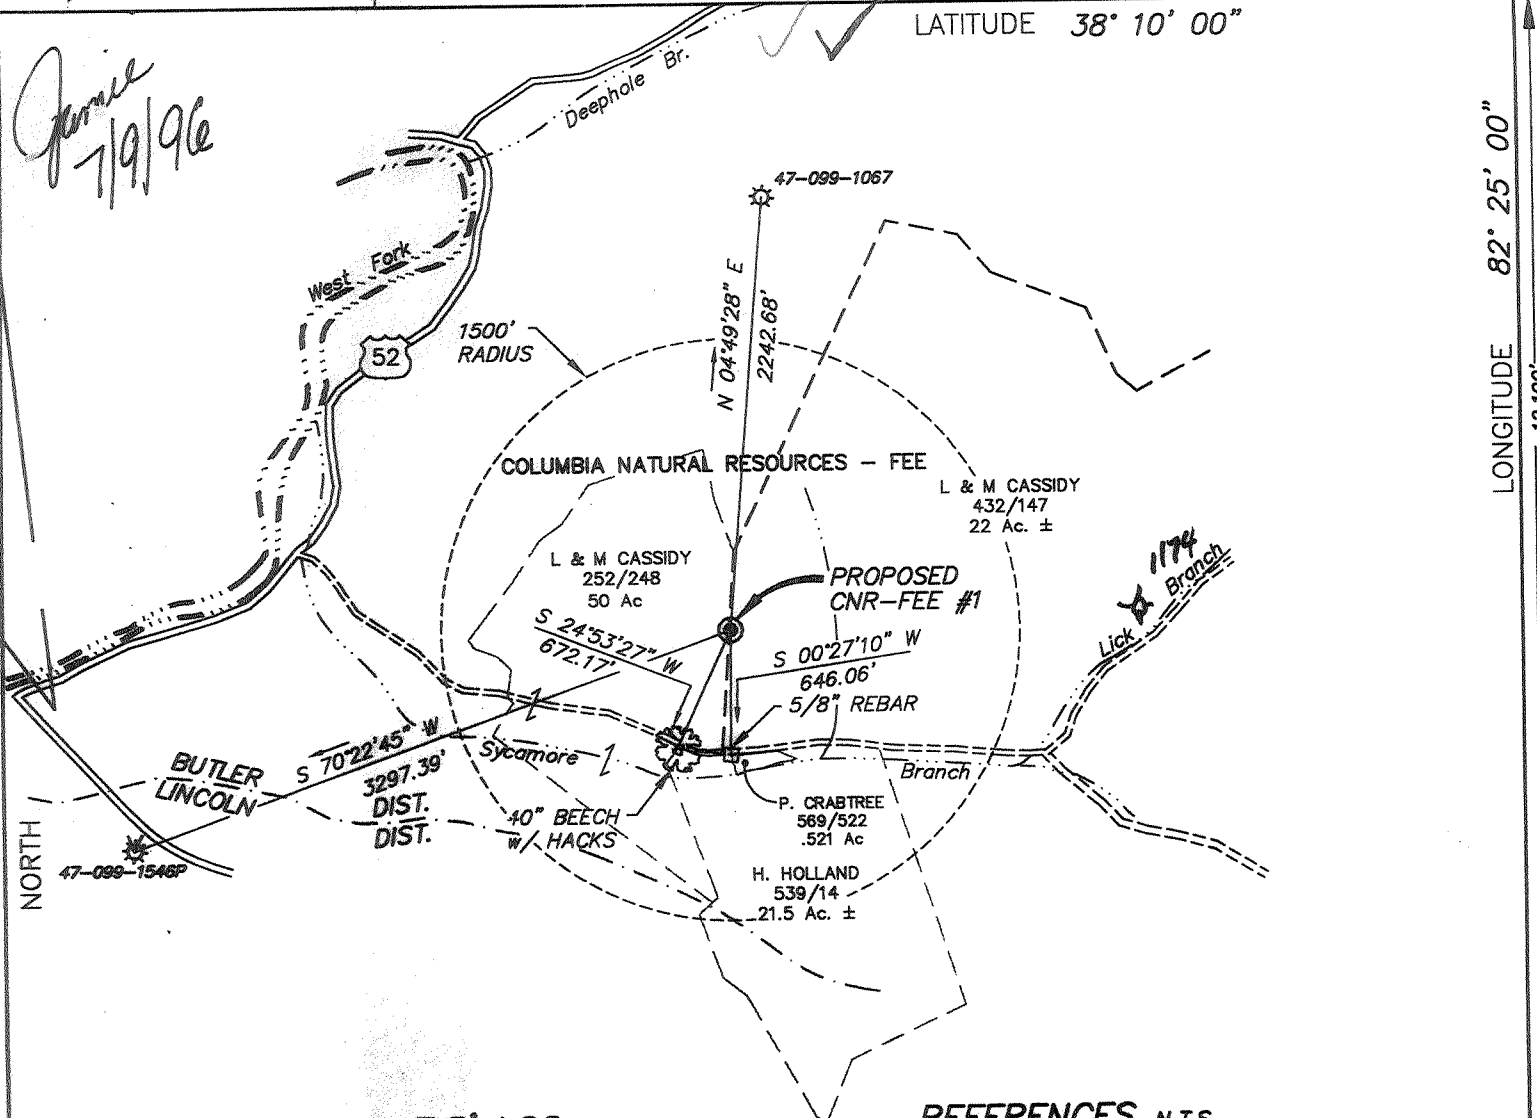 LATITUDE 38° 10' 00"
Jamie
7/9/96
Deephole Br.
47-099-1067
LONGITUDE 82° 25' 00"
West Fork
N 04°49'28" E
2242.68'
1500'
RADIUS
52
COLUMBIA NATURAL RESOURCES - FEE
L & M CASSIDY
432/147
22 Ac. ±
L & M CASSIDY
252/248
50 Ac
1174
Lick Branch
PROPOSED
CNR-FEE #1
S 24°53'27" W
672.17'
S 00°27'10" W
646.06'
5/8" REBAR
S 70°22'45" W
3297.39'
Sycamore Branch
BUTLER DIST.
LINCOLN DIST.
40" BEECH
w/ HACKS
P. CRABTREE
569/522
.521 Ac
H. HOLLAND
539/14
21.5 Ac. ±
NORTH
47-099-1546P
REFERENCES N.T.S.